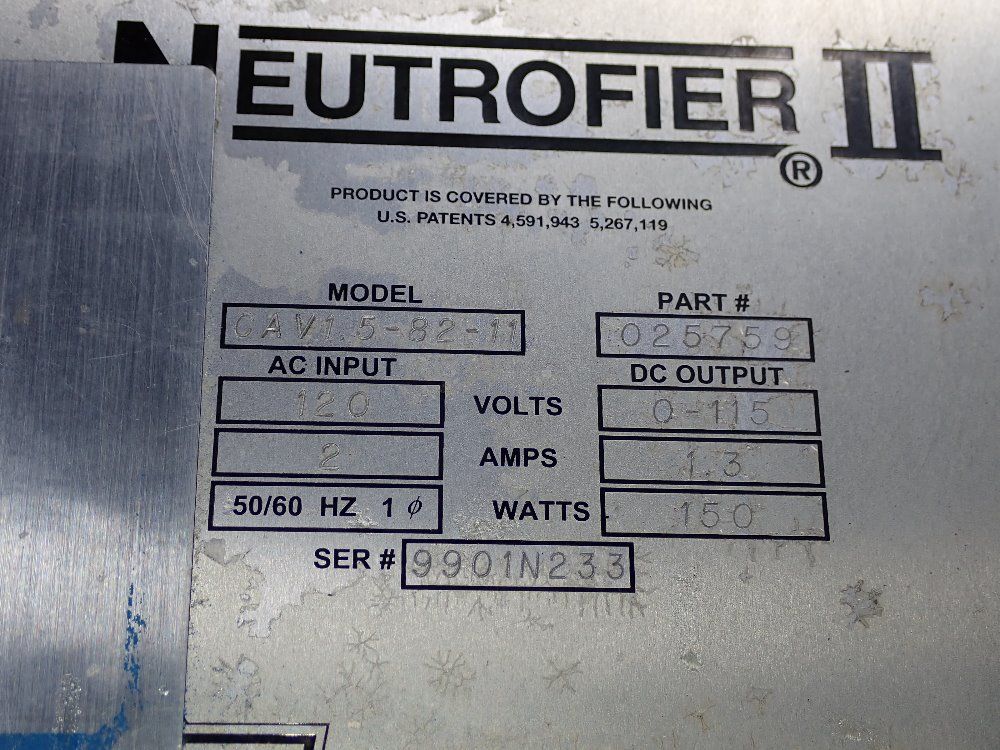 NEUTROFIER II
®
PRODUCT IS COVERED BY THE FOLLOWING
U.S. PATENTS 4,591,943 5,267,119
MODEL PART #
CAV1.5-82-11 025759
AC INPUT DC OUTPUT
120 VOLTS 0-115
2 AMPS 1.3
50/60 HZ 1 ϕ WATTS 150
SER # 9901N233